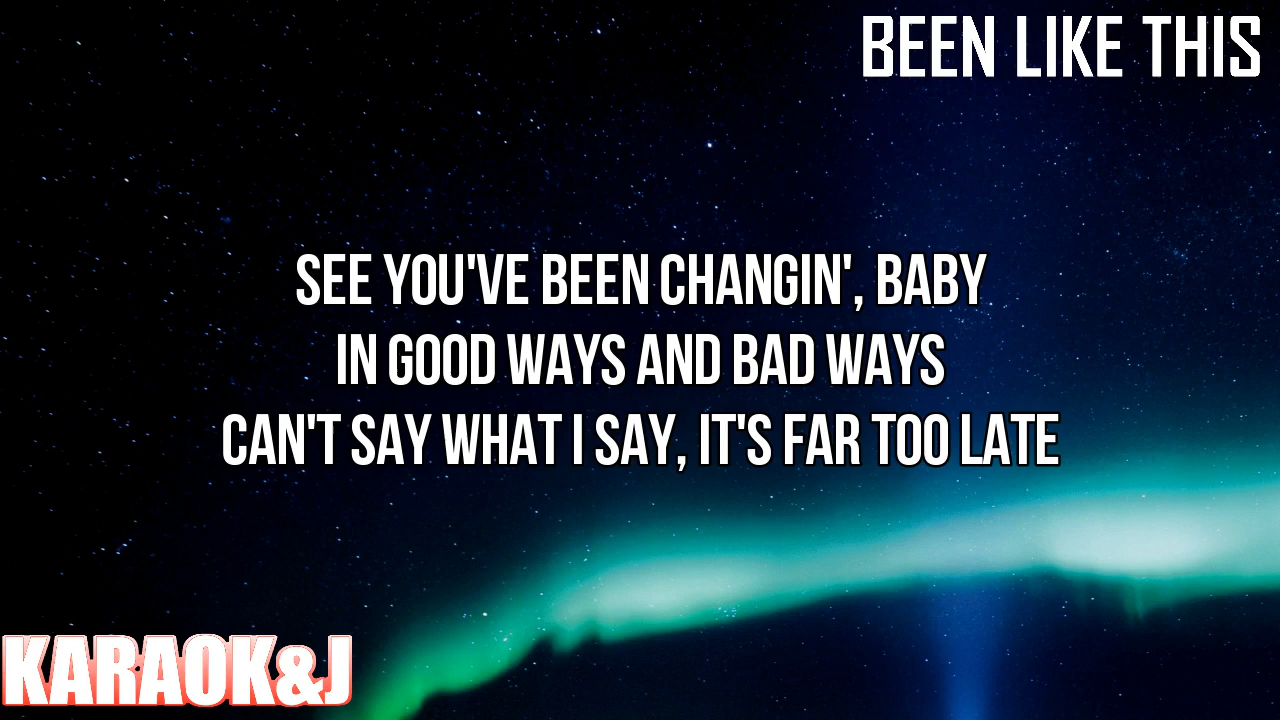 BEEN LIKE THIS
SEE YOU'VE BEEN CHANGIN', BABY
IN GOOD WAYS AND BAD WAYS
CAN'T SAY WHAT I SAY, IT'S FAR TOO LATE
KARAOK&J